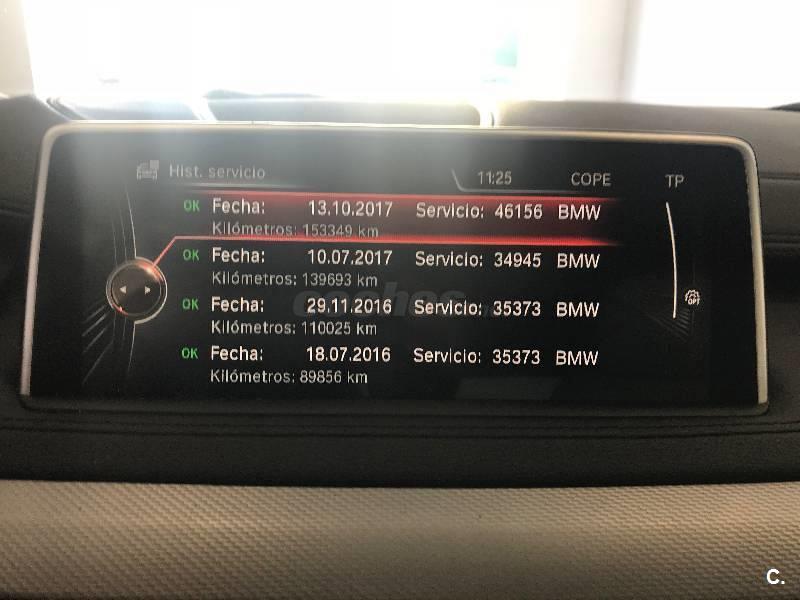 Hist. servicio 11:25 COPE TP
OK Fecha: 13.10.2017 Servicio: 46156 BMW
Kilómetros: 153349 km
OK Fecha: 10.07.2017 Servicio: 34945 BMW
Kilómetros: 139693 km
OK Fecha: 29.11.2016 Servicio: 35373 BMW
Kilómetros: 110025 km
OK Fecha: 18.07.2016 Servicio: 35373 BMW
Kilómetros: 89856 km
OPT
coches
C.